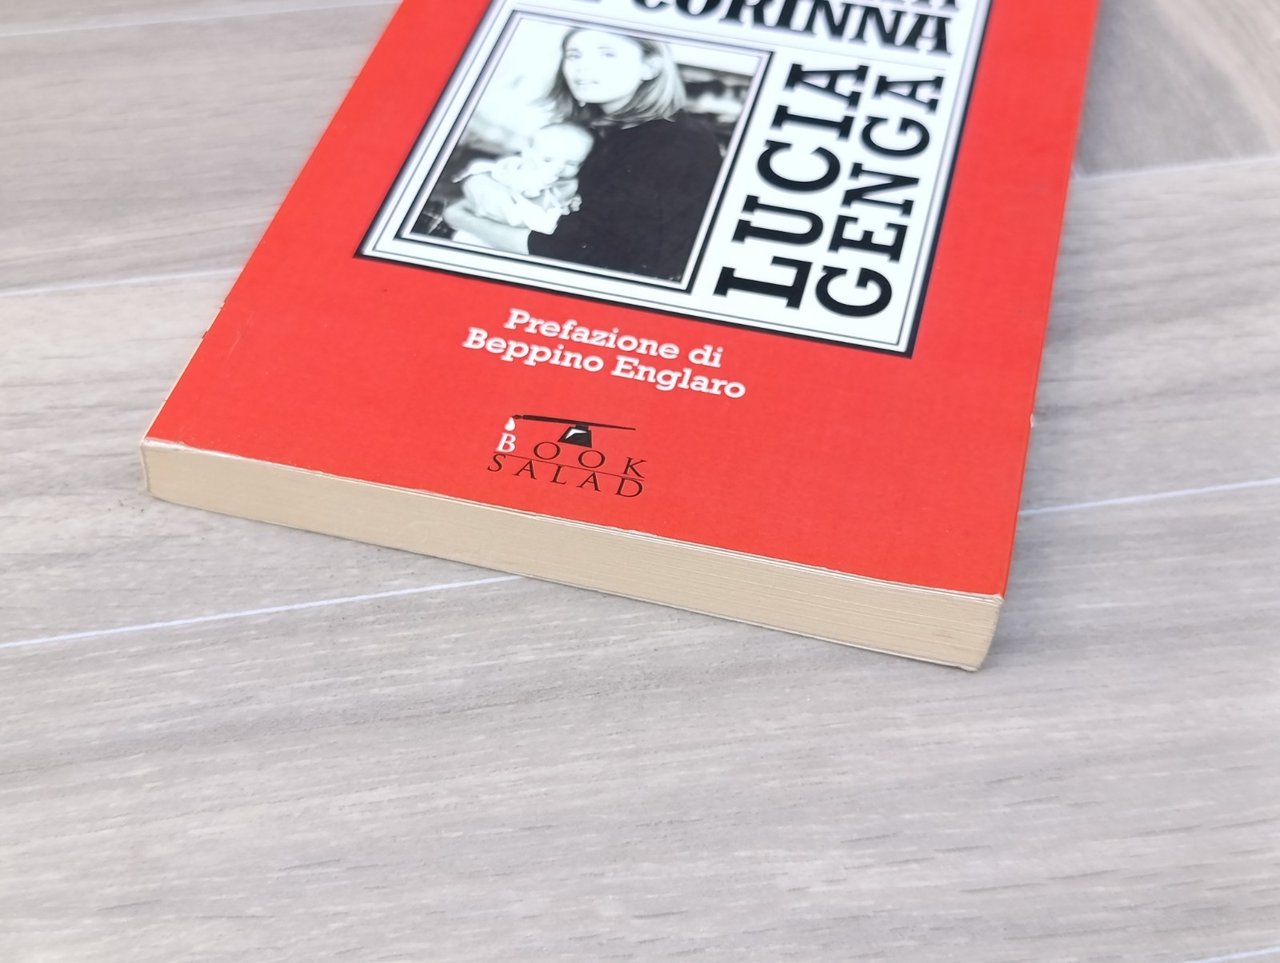 CORINNA
LUCIA
GENGA
Prefazione di
Beppino Englaro
BOOK
SALAD